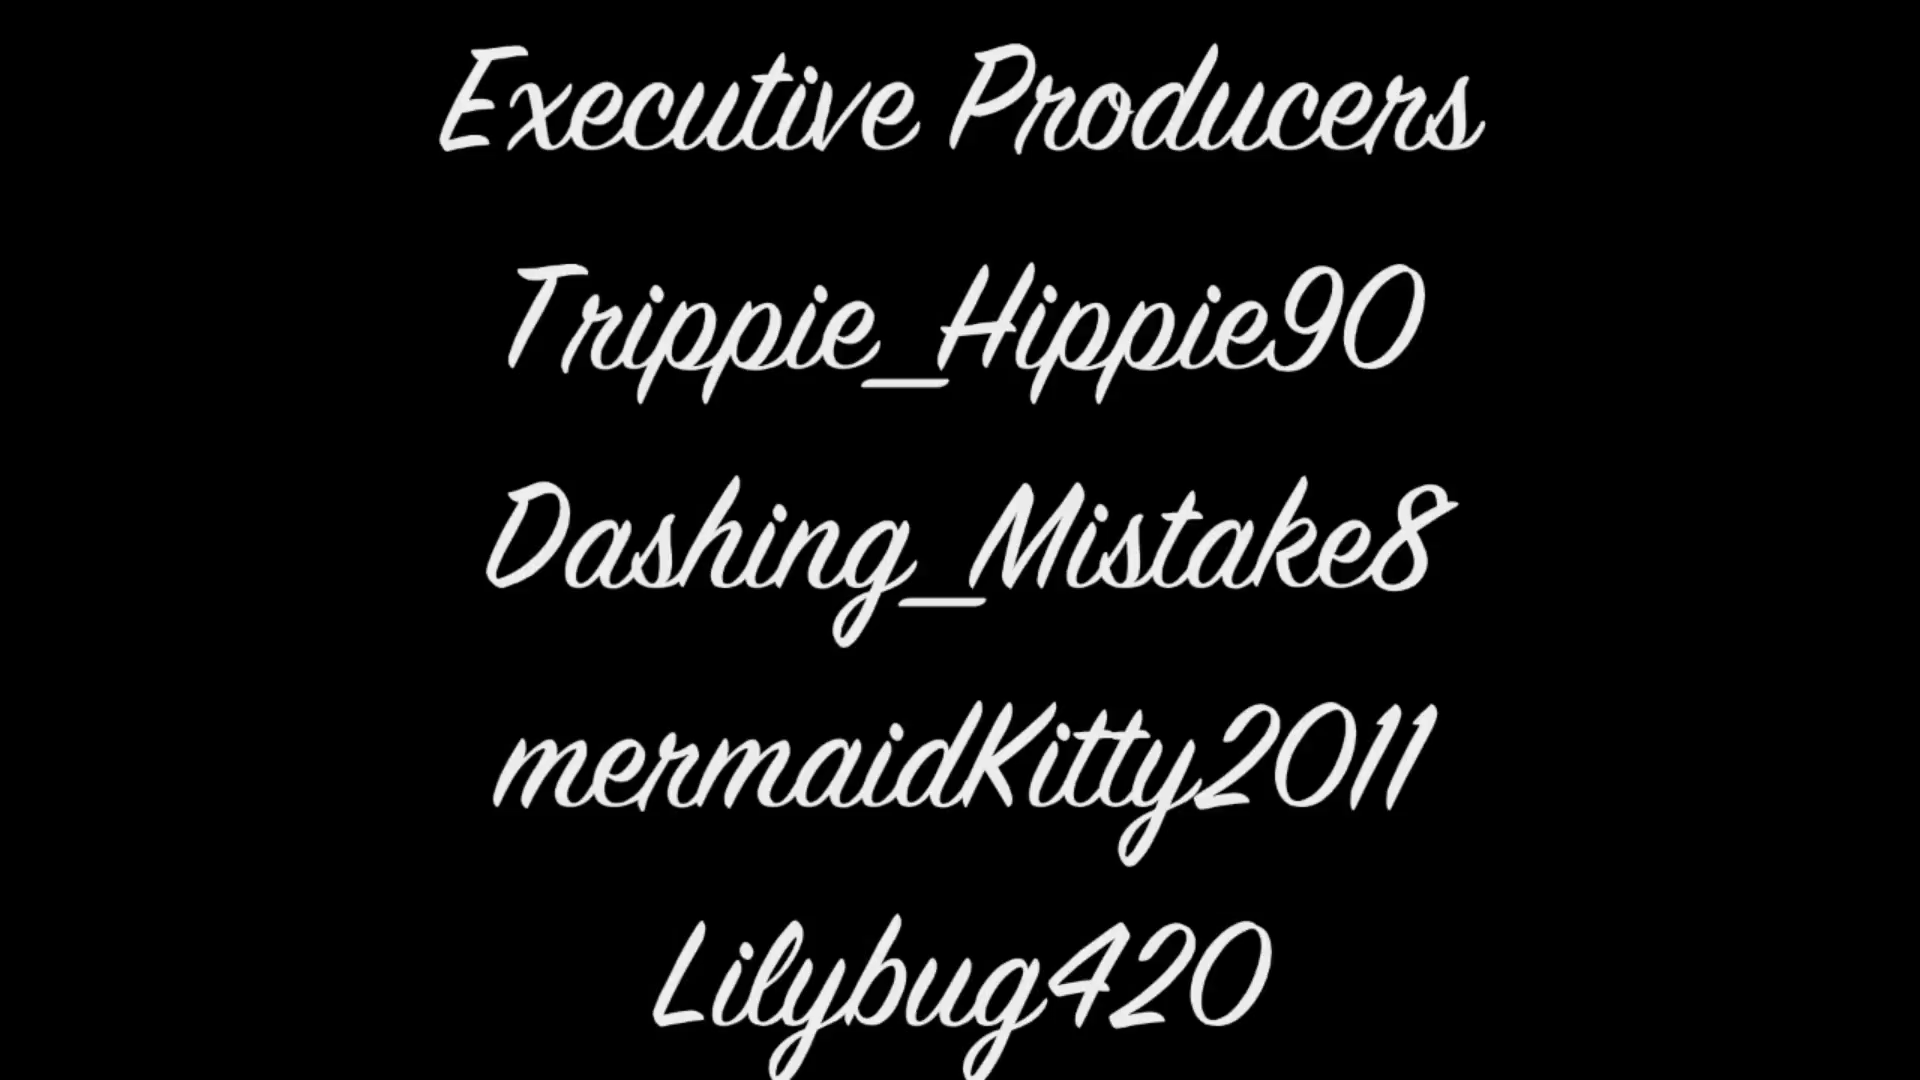 Executive Producers
Trippie_Hippie90
Dashing_Mistake8
mermaidKitty2011
Lilybug420